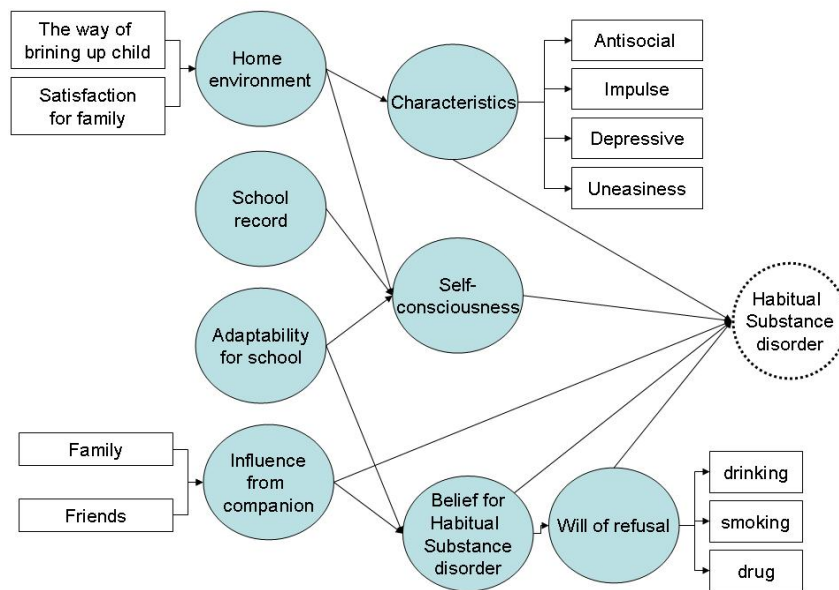 The way of
brining up child
Satisfaction
for family
Home
environment
Characteristics
Antisocial
Impulse
Depressive
Uneasiness
School
record
Self-
consciousness
Adaptability
for school
Habitual
Substance
disorder
Family
Friends
Influence
from
companion
Belief for
Habitual
Substance
disorder
Will of refusal
drinking
smoking
drug